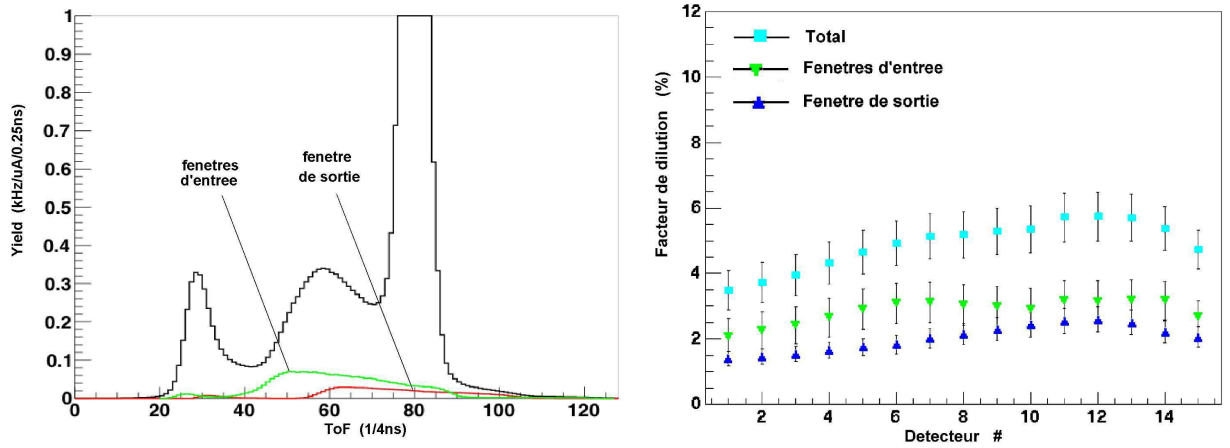 1
0.9
0.8
0.7
0.6
0.5
0.4
0.3
0.2
0.1
0
Yield (kHz/uA/0.25ns)
fenetres
d'entree
fenetre
de sortie
0 20 40 60 80 100 120
ToF (1/4ns)
12
10
8
6
4
2
0
Facteur de dilution (%)
Total
Fenetres d'entree
Fenetre de sortie
2 4 6 8 10 12 14
Detecteur #